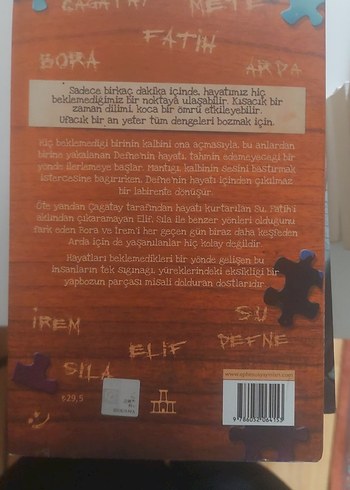 ÇAĞATAY METE
FATİH
BORA ARDA
Sadece birkaç dakika içinde, hayatımız hiç
beklemediğimiz bir noktaya ulaşabilir. Kısacık bir
zaman dilimi, koca bir ömrü etkileyebilir.
Ufacık bir an yeter tüm dengeleri bozmak için.
Hiç beklemediği birinin kalbini ona açmasıyla, bu anlardan
birine yakalanan Defne'nin hayatı, tahmin edemeyeceği bir
yönde ilerlemeye başlar. Mantığı, kalbinin sesini bastırmak
istercesine bağırırken, Defne'nin hayatı içinden çıkılmaz
bir labirente dönüşür.
Öte yandan Çağatay tarafından hayatı kurtarılan Su, Fatih'i
aklından çıkaramayan Elif, Sıla ile benzer yönleri olduğunu
fark eden Bora ve İrem'i her geçen gün biraz daha keşfeden
Arda için de yaşanılanlar hiç kolay değildir.
Hayatları beklemedikleri bir yönde gelişen bu
insanların tek sığınağı, yüreklerindeki eksikliği bir
yapbozun parçası misali dolduran dostlarıdır.
İREM SU
ELİF DEFNE
SILA
₺29,5
9 786052 064153